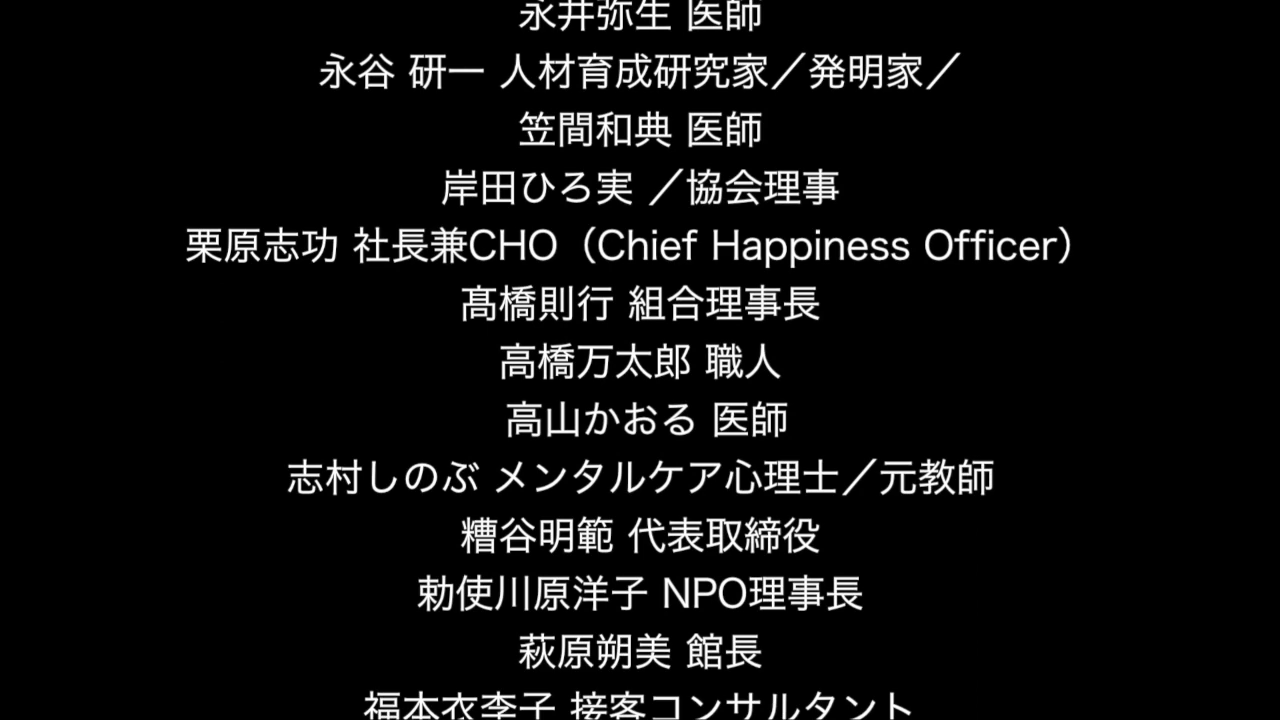 永井弥生 医師
永谷 研一 人材育成研究家／発明家／
笠間和典 医師
岸田ひろ実 ／協会理事
栗原志功 社長兼CHO（Chief Happiness Officer）
髙橋則行 組合理事長
高橋万太郎 職人
高山かおる 医師
志村しのぶ メンタルケア心理士／元教師
糟谷明範 代表取締役
勅使川原洋子 NPO理事長
萩原朔美 館長
福本衣李子 接客コンサルタント